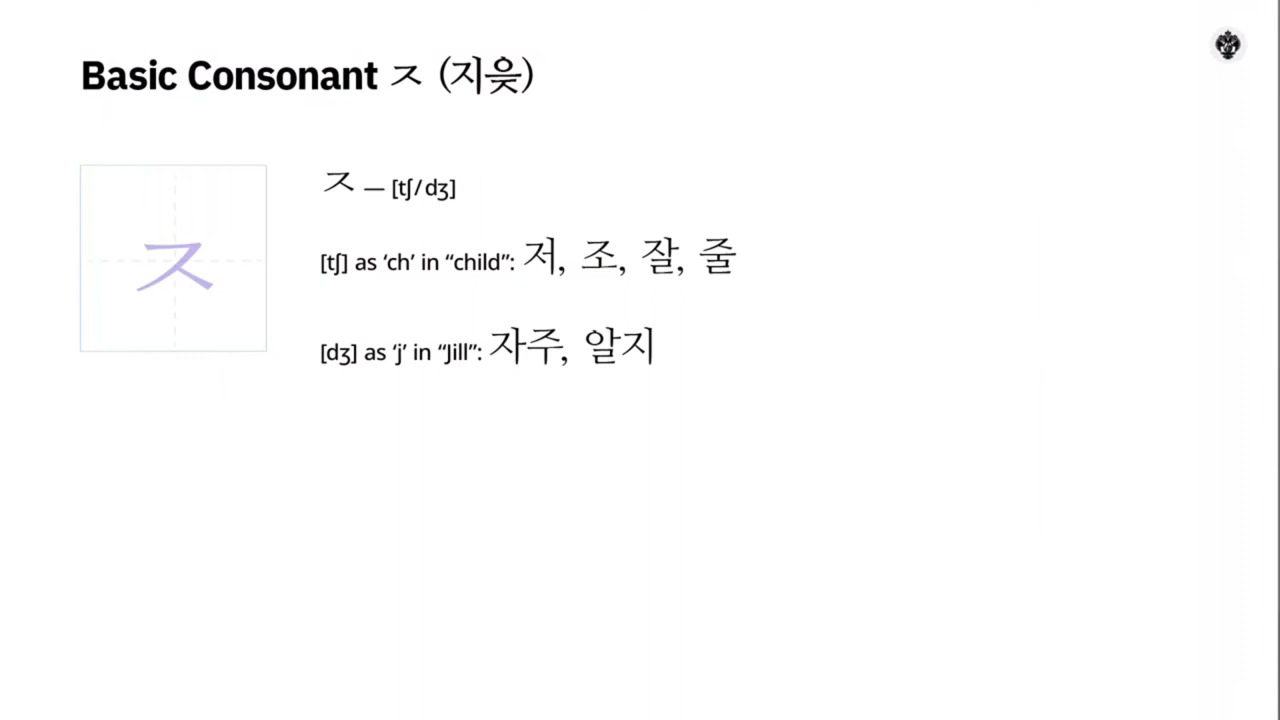 Basic Consonant ㅈ (지읒)
ㅈ
ㅈ — [tʃ/dʒ]
[tʃ] as ‘ch’ in “child”: 저, 조, 잘, 줄
[dʒ] as ‘j’ in “Jill”: 자주, 알지